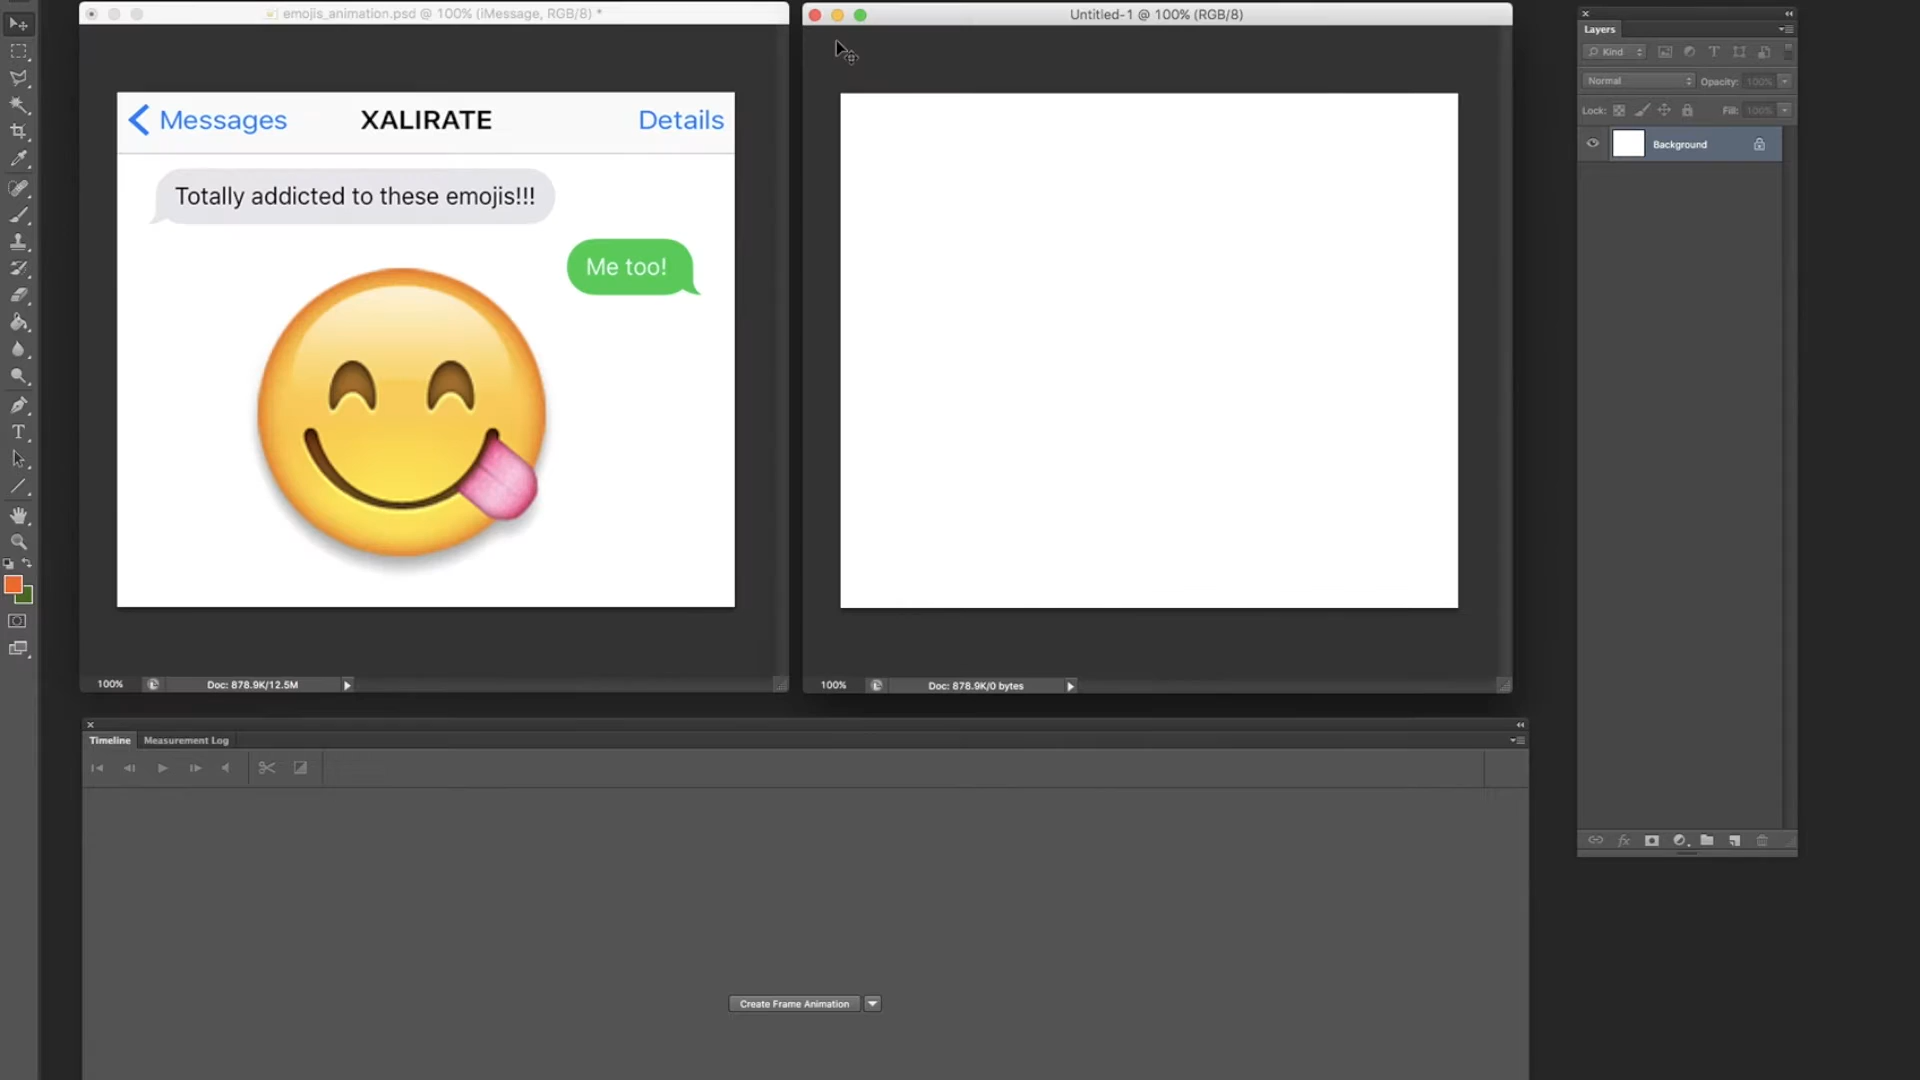 emojis_animation.psd @ 100% (iMessage, RGB/8) *
Untitled-1 @ 100% (RGB/8)
Messages
XALIRATE
Details
Totally addicted to these emojis!!!
Me too!
100%
Doc: 878.9K/12.5M
100%
Doc: 878.9K/0 bytes
Layers
Kind
Normal
Opacity: 100%
Lock:
Fill: 100%
Background
Timeline
Measurement Log
Create Frame Animation